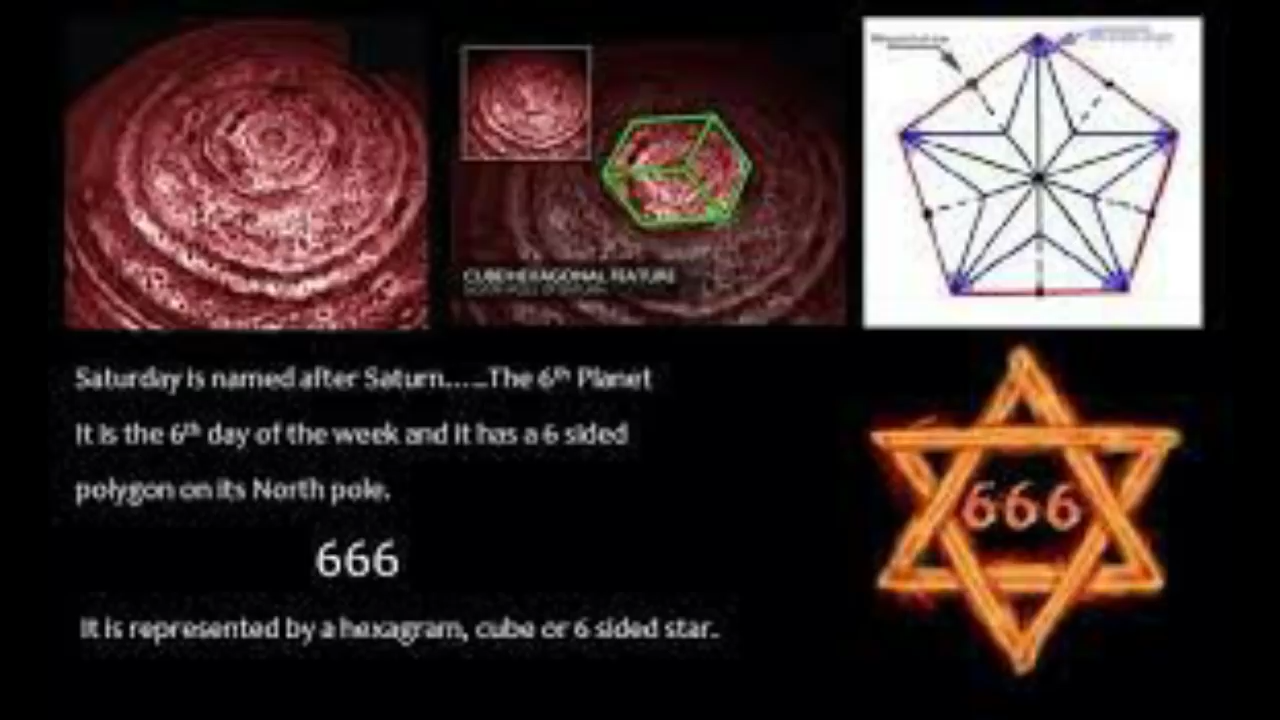 CUBE HEXAGONAL FEATURE
Saturday is named after Saturn......The 6th Planet
It is the 6th day of the week and it has a 6 sided
polygon on its North pole.
666
It is represented by a hexagram, cube or 6 sided star.
666